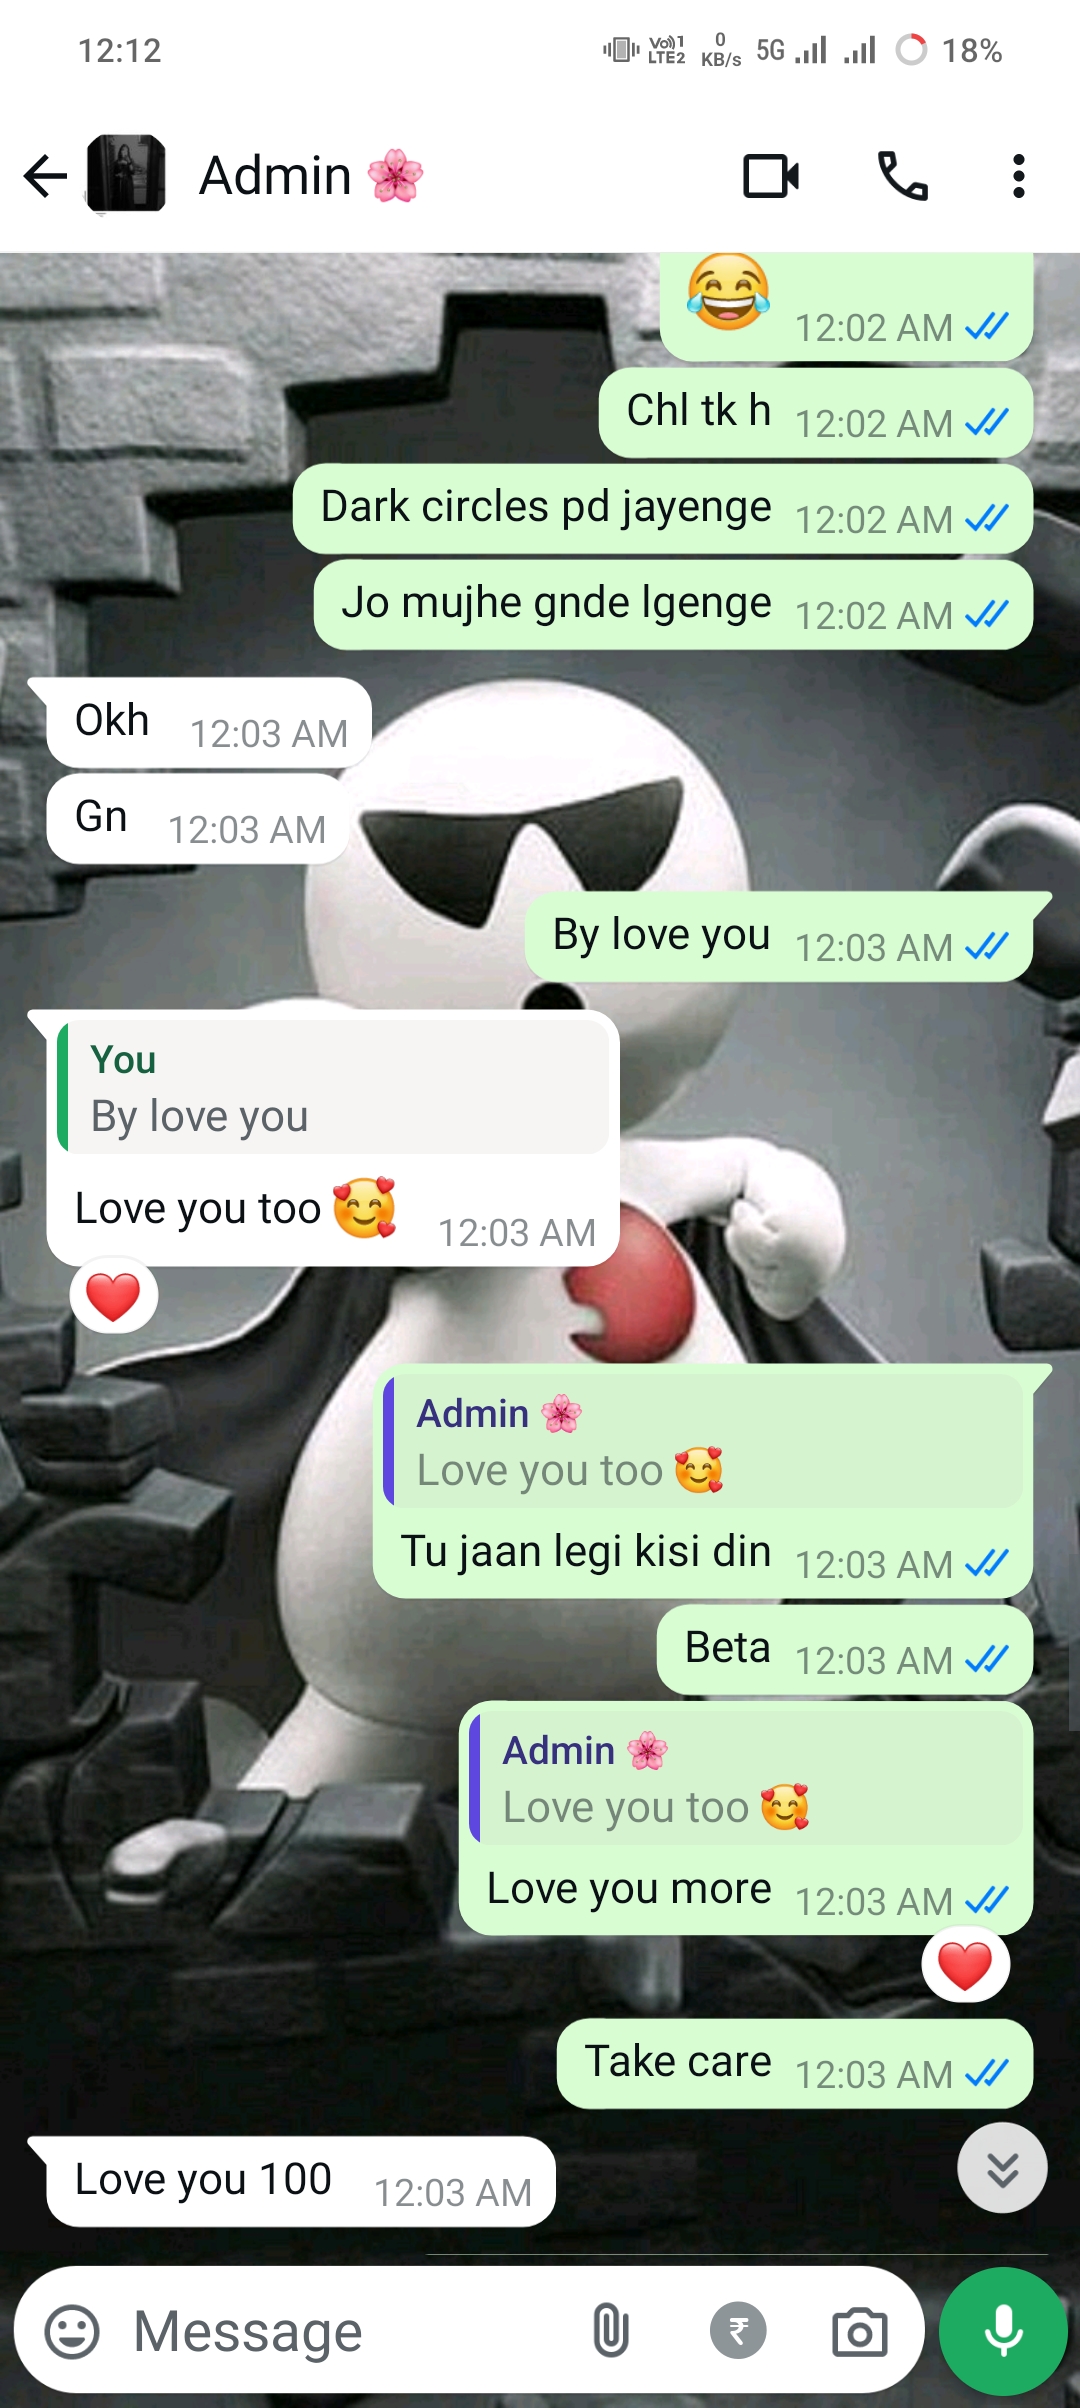 12:12
Vo) 1
LTE2
0
KB/s
5G
18%
Admin 🌸
😂 12:02 AM
Chl tk h 12:02 AM
Dark circles pd jayenge 12:02 AM
Jo mujhe gnde lgenge 12:02 AM
Okh 12:03 AM
Gn 12:03 AM
By love you 12:03 AM
You
By love you
Love you too 🥰 12:03 AM
❤️
Admin 🌸
Love you too 🥰
Tu jaan legi kisi din 12:03 AM
Beta 12:03 AM
Admin 🌸
Love you too 🥰
Love you more 12:03 AM
❤️
Take care 12:03 AM
Love you 100 12:03 AM
Message
₹